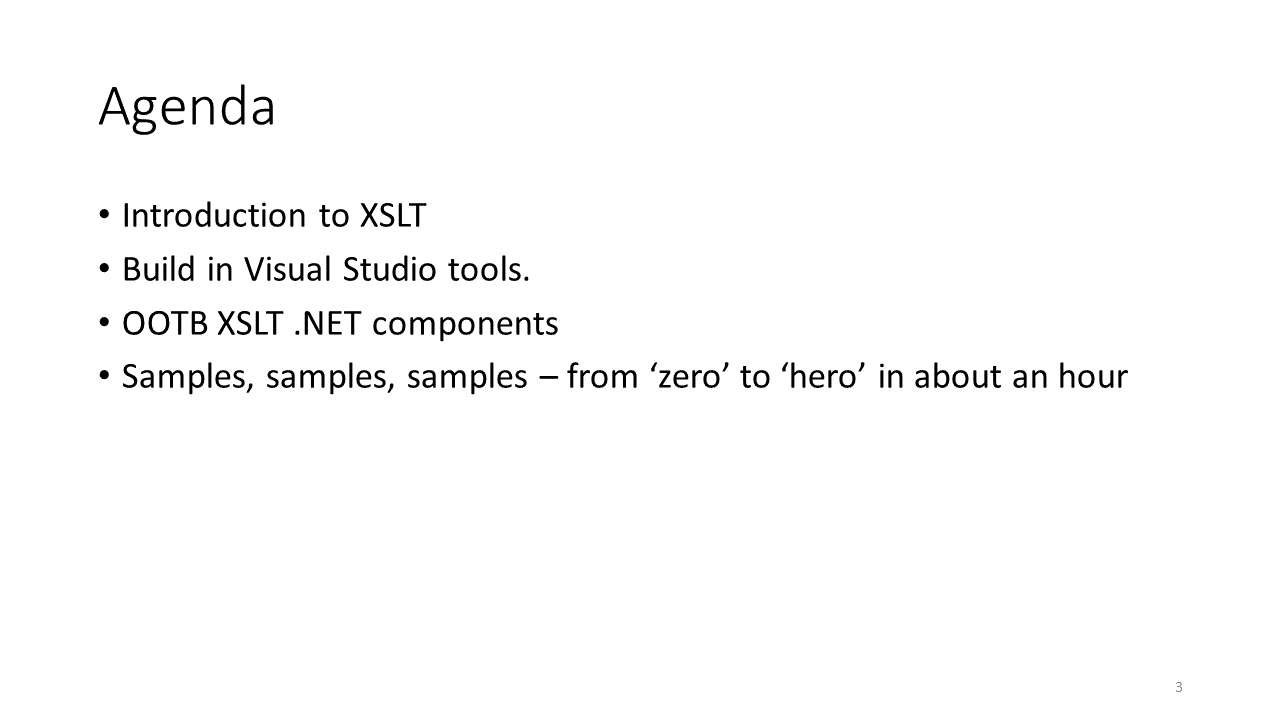 Agenda
• Introduction to XSLT
• Build in Visual Studio tools.
• OOTB XSLT .NET components
• Samples, samples, samples – from ‘zero’ to ‘hero’ in about an hour
3